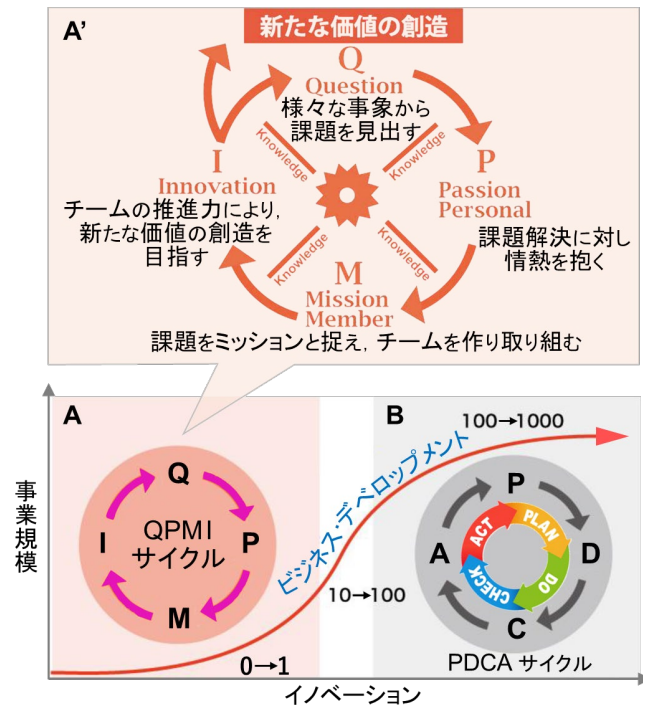 A'
新たな価値の創造
Q
Question
様々な事象から
課題を見出す
Knowledge
Knowledge
I
Innovation
チームの推進力により,
新たな価値の創造を
目指す
P
Passion
Personal
課題解決に対し
情熱を抱く
Knowledge
Knowledge
M
Mission
Member
課題をミッションと捉え, チームを作り取り組む
A
B
100→1000
ビジネス・デベロップメント
事業規模
Q
I
QPMI
サイクル
P
M
P
A
D
C
ACT
PLAN
DO
CHECK
10→100
0→1
PDCA サイクル
イノベーション